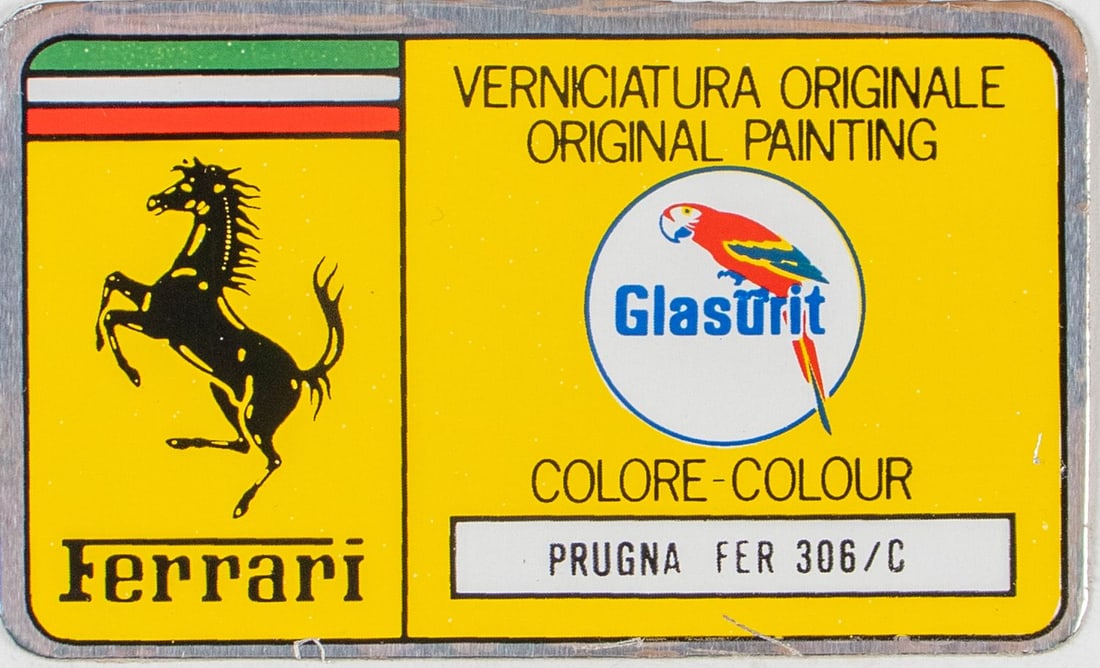 VERNICIATURA ORIGINALE
ORIGINAL PAINTING
Glasurit
COLORE-COLOUR
PRUGNA FER 306/C
Ferrari